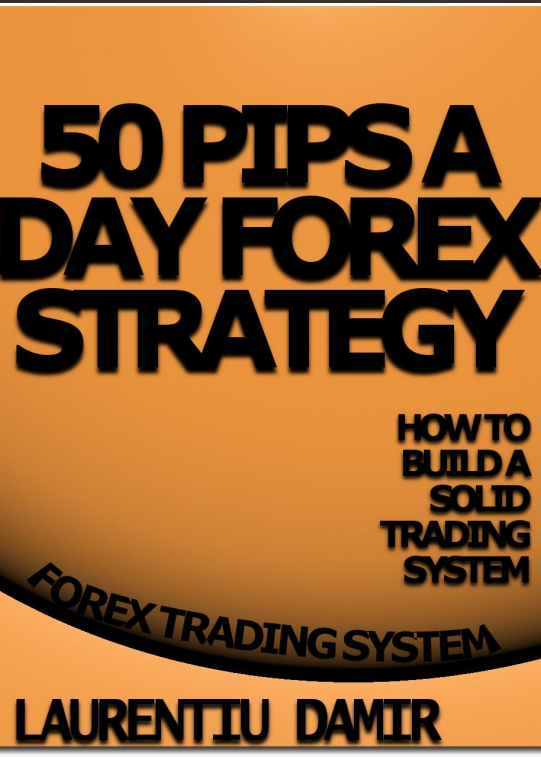 50 PIPS A
DAY FOREX
STRATEGY
HOW TO
BUILD A
SOLID
TRADING
SYSTEM
FOREX TRADING SYSTEM
LAURENTIU DAMIR